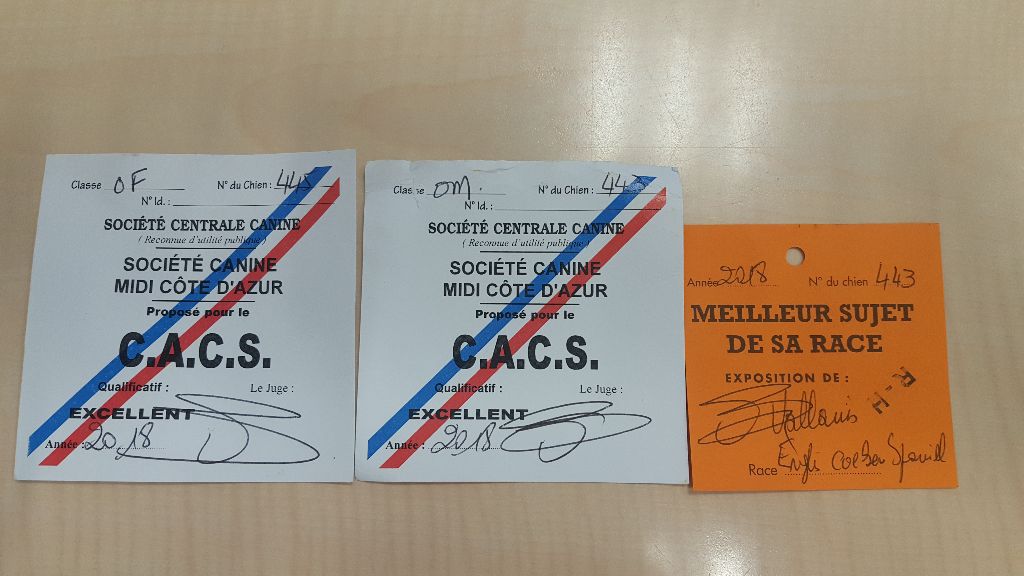 Classe OF N° du Chien : 445
N° Id. :
SOCIÉTÉ CENTRALE CANINE
( Reconnue d'utilité publique )
SOCIÉTÉ CANINE
MIDI CÔTE D'AZUR
Proposé pour le
C.A.C.S.
Qualificatif : Le Juge :
EXCELLENT
Année : 2018
Classe OM. N° du Chien : 443
N° Id. :
SOCIÉTÉ CENTRALE CANINE
( Reconnue d'utilité publique )
SOCIÉTÉ CANINE
MIDI CÔTE D'AZUR
Proposé pour le
C.A.C.S.
Qualificatif : Le Juge :
EXCELLENT
Année : 2018
Année 2018 N° du chien 443
MEILLEUR SUJET
DE SA RACE
EXPOSITION DE :
Vallauris
R-H
Race Spaniel